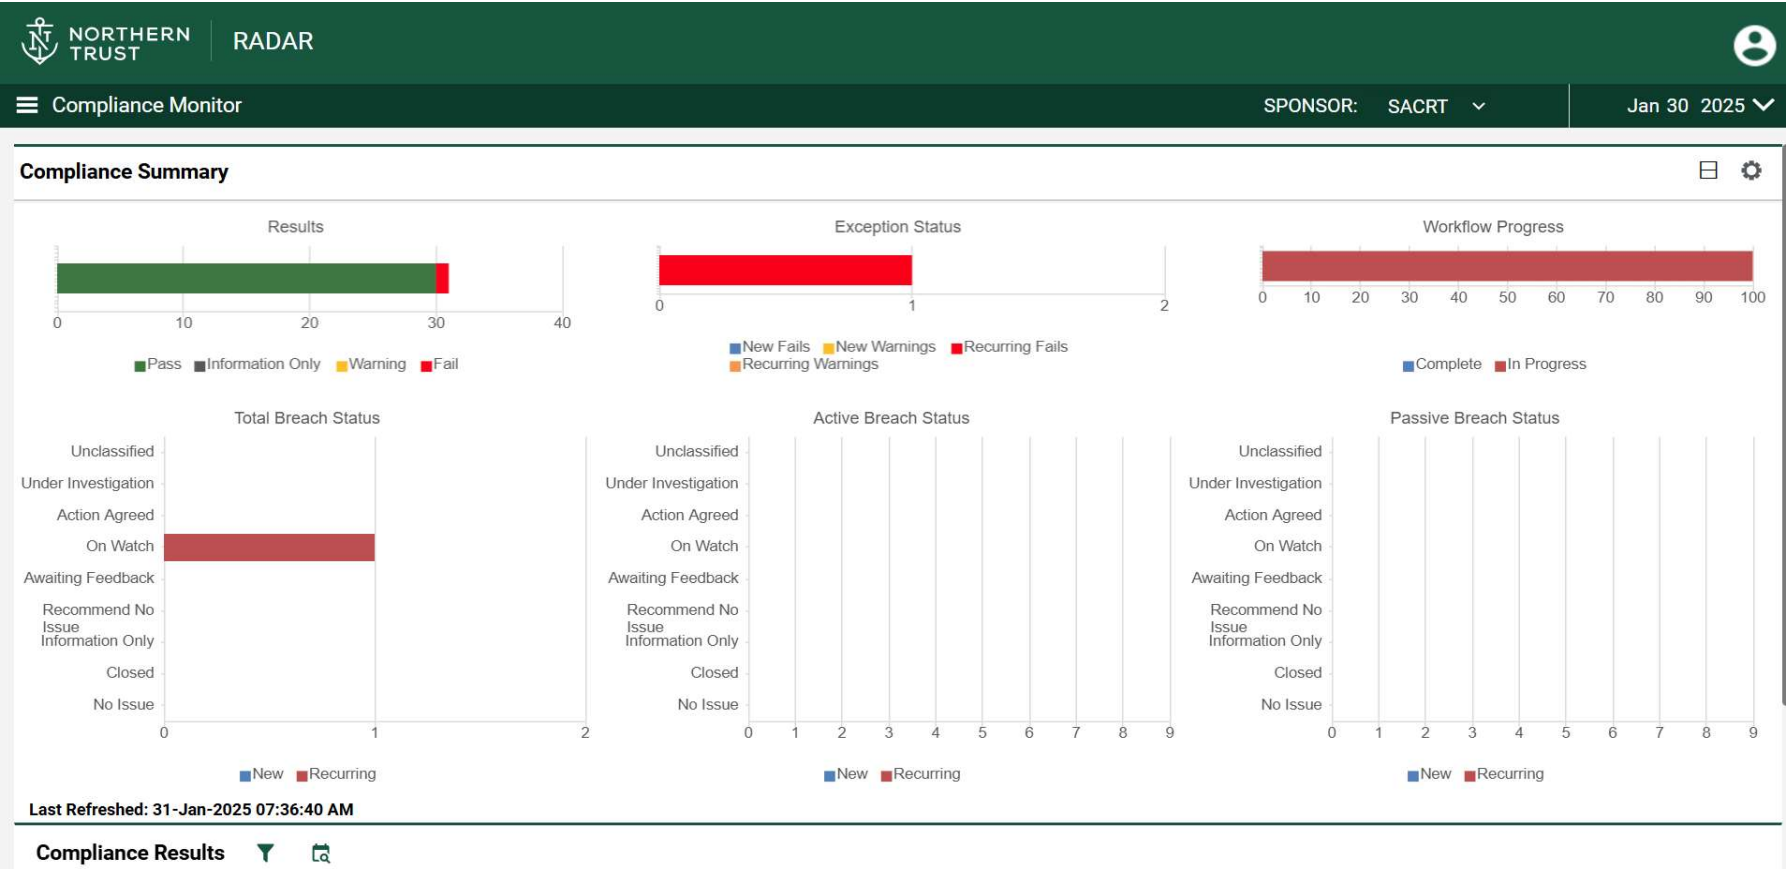 NORTHERN TRUST
RADAR
Compliance Monitor
SPONSOR: SACRT
Jan 30 2025
Compliance Summary
Results
0 10 20 30 40
Pass Information Only Warning Fail
Exception Status
0 1 2
New Fails New Warnings Recurring Fails
Recurring Warnings
Workflow Progress
0 10 20 30 40 50 60 70 80 90 100
Complete In Progress
Total Breach Status
Unclassified
Under Investigation
Action Agreed
On Watch
Awaiting Feedback
Recommend No
Issue
Information Only
Closed
No Issue
0 1 2
New Recurring
Active Breach Status
Unclassified
Under Investigation
Action Agreed
On Watch
Awaiting Feedback
Recommend No
Issue
Information Only
Closed
No Issue
0 1 2 3 4 5 6 7 8 9
New Recurring
Passive Breach Status
Unclassified
Under Investigation
Action Agreed
On Watch
Awaiting Feedback
Recommend No
Issue
Information Only
Closed
No Issue
0 1 2 3 4 5 6 7 8 9
New Recurring
Last Refreshed: 31-Jan-2025 07:36:40 AM
Compliance Results